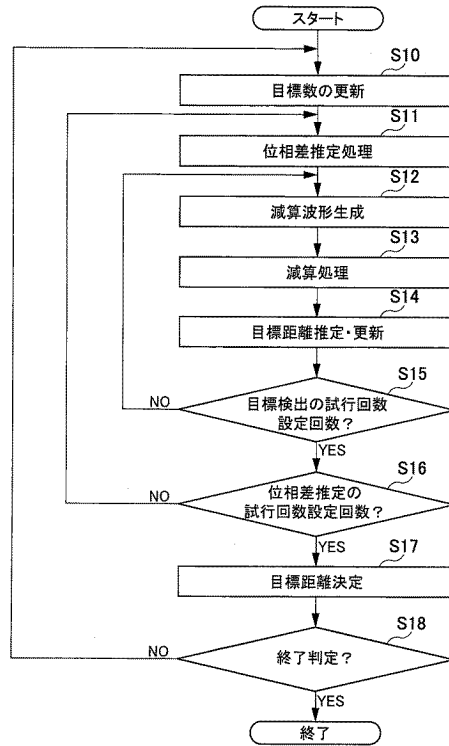 スタート
S10
目標数の更新
S11
位相差推定処理
S12
減算波形生成
S13
減算処理
S14
目標距離推定・更新
S15
目標検出の試行回数
設定回数？
NO
YES
S16
位相差推定の
試行回数設定回数？
NO
YES
S17
目標距離決定
S18
終了判定？
NO
YES
終了